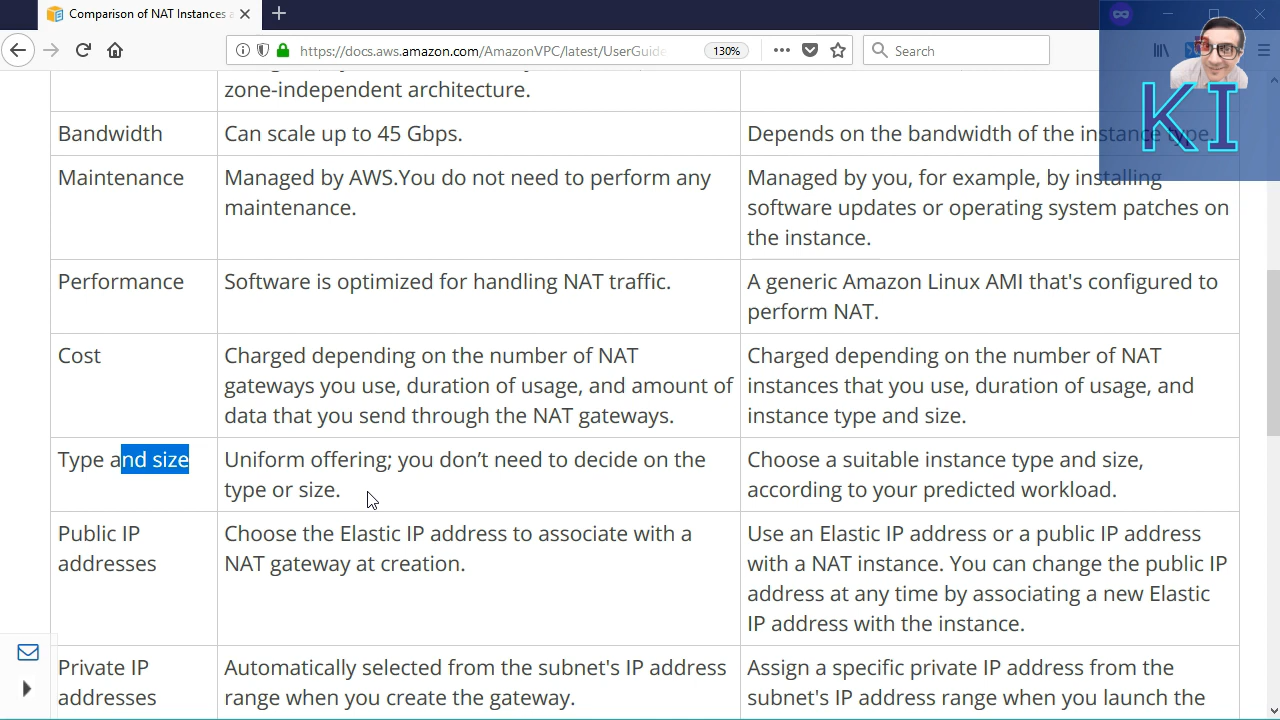 Comparison of NAT Instances a
https://docs.aws.amazon.com/AmazonVPC/latest/UserGuide
130%
Search
KI
zone-independent architecture.
Bandwidth
Can scale up to 45 Gbps.
Depends on the bandwidth of the instance type.
Maintenance
Managed by AWS.You do not need to perform any
maintenance.
Managed by you, for example, by installing
software updates or operating system patches on
the instance.
Performance
Software is optimized for handling NAT traffic.
A generic Amazon Linux AMI that's configured to
perform NAT.
Cost
Charged depending on the number of NAT
gateways you use, duration of usage, and amount of
data that you send through the NAT gateways.
Charged depending on the number of NAT
instances that you use, duration of usage, and
instance type and size.
Type and size
Uniform offering; you don’t need to decide on the
type or size.
Choose a suitable instance type and size,
according to your predicted workload.
Public IP
addresses
Choose the Elastic IP address to associate with a
NAT gateway at creation.
Use an Elastic IP address or a public IP address
with a NAT instance. You can change the public IP
address at any time by associating a new Elastic
IP address with the instance.
Private IP
addresses
Automatically selected from the subnet's IP address
range when you create the gateway.
Assign a specific private IP address from the
subnet's IP address range when you launch the